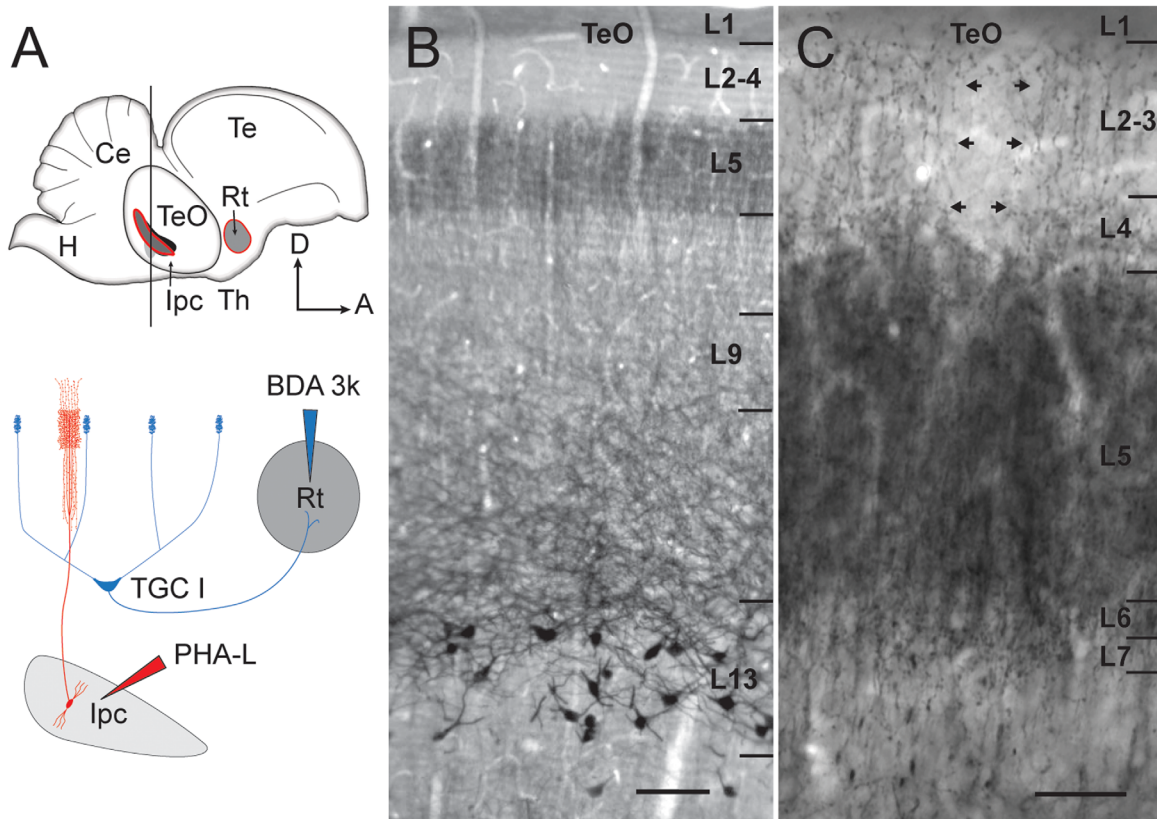 A
Te
Ce
Rt
TeO
H
D
Ipc
Th
A
BDA 3k
Rt
TGC I
PHA-L
Ipc
B
TeO
L1
L2-4
L5
L9
L13
C
TeO
L1
L2-3
L4
L5
L6
L7